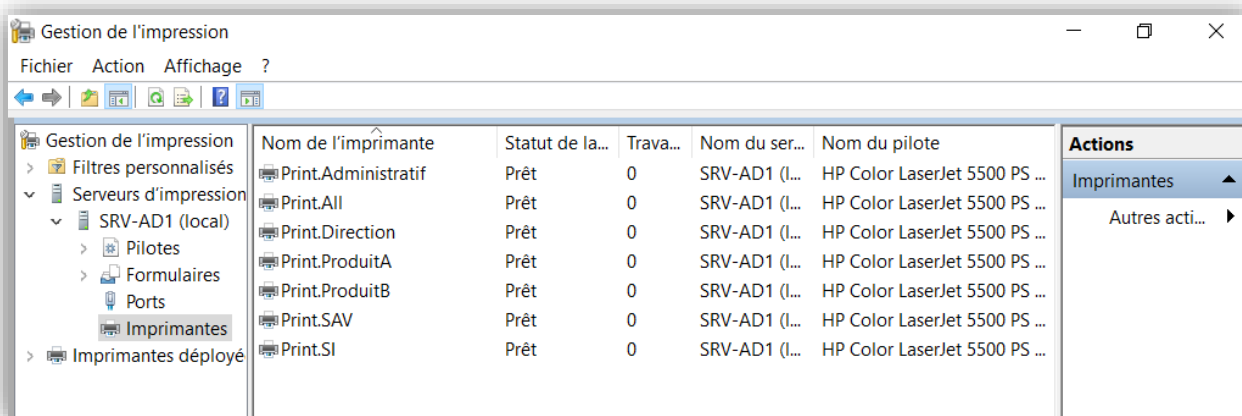 Gestion de l'impression
Fichier Action Affichage ?
Gestion de l'impression
Filtres personnalisés
Serveurs d'impression
SRV-AD1 (local)
Pilotes
Formulaires
Ports
Imprimantes
Imprimantes déployé
Nom de l'imprimante Statut de la... Trava... Nom du ser... Nom du pilote
Print.Administratif Prêt 0 SRV-AD1 (l... HP Color LaserJet 5500 PS ...
Print.All Prêt 0 SRV-AD1 (l... HP Color LaserJet 5500 PS ...
Print.Direction Prêt 0 SRV-AD1 (l... HP Color LaserJet 5500 PS ...
Print.ProduitA Prêt 0 SRV-AD1 (l... HP Color LaserJet 5500 PS ...
Print.ProduitB Prêt 0 SRV-AD1 (l... HP Color LaserJet 5500 PS ...
Print.SAV Prêt 0 SRV-AD1 (l... HP Color LaserJet 5500 PS ...
Print.SI Prêt 0 SRV-AD1 (l... HP Color LaserJet 5500 PS ...
Actions
Imprimantes
Autres acti...